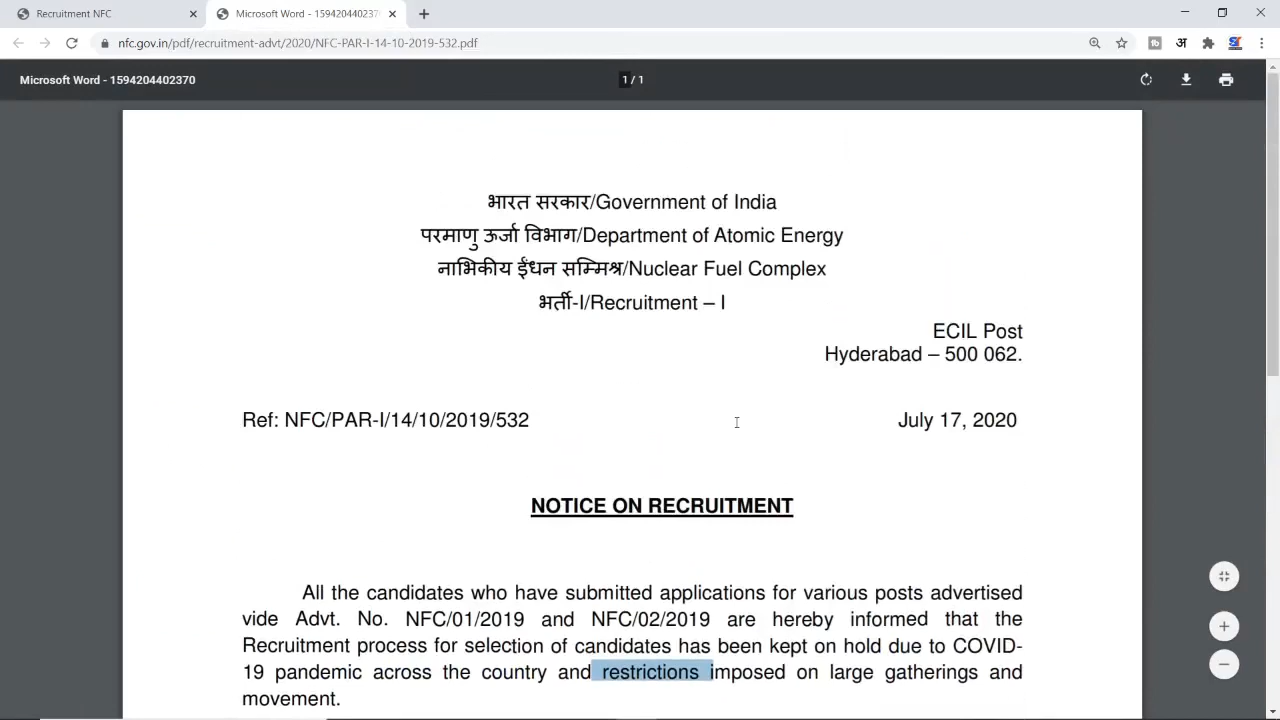 Recruitment NFC
Microsoft Word - 1594204402370
nfc.gov.in/pdf/recruitment-advt/2020/NFC-PAR-I-14-10-2019-532.pdf
Microsoft Word - 1594204402370
1 / 1
भारत सरकार/Government of India
परमाणु ऊर्जा विभाग/Department of Atomic Energy
नाभिकीय ईंधन सम्मिश्र/Nuclear Fuel Complex
भर्ती-I/Recruitment – I
ECIL Post
Hyderabad – 500 062.
Ref: NFC/PAR-I/14/10/2019/532 July 17, 2020
NOTICE ON RECRUITMENT
All the candidates who have submitted applications for various posts advertised
vide Advt. No. NFC/01/2019 and NFC/02/2019 are hereby informed that the
Recruitment process for selection of candidates has been kept on hold due to COVID-
19 pandemic across the country and restrictions imposed on large gatherings and
movement.